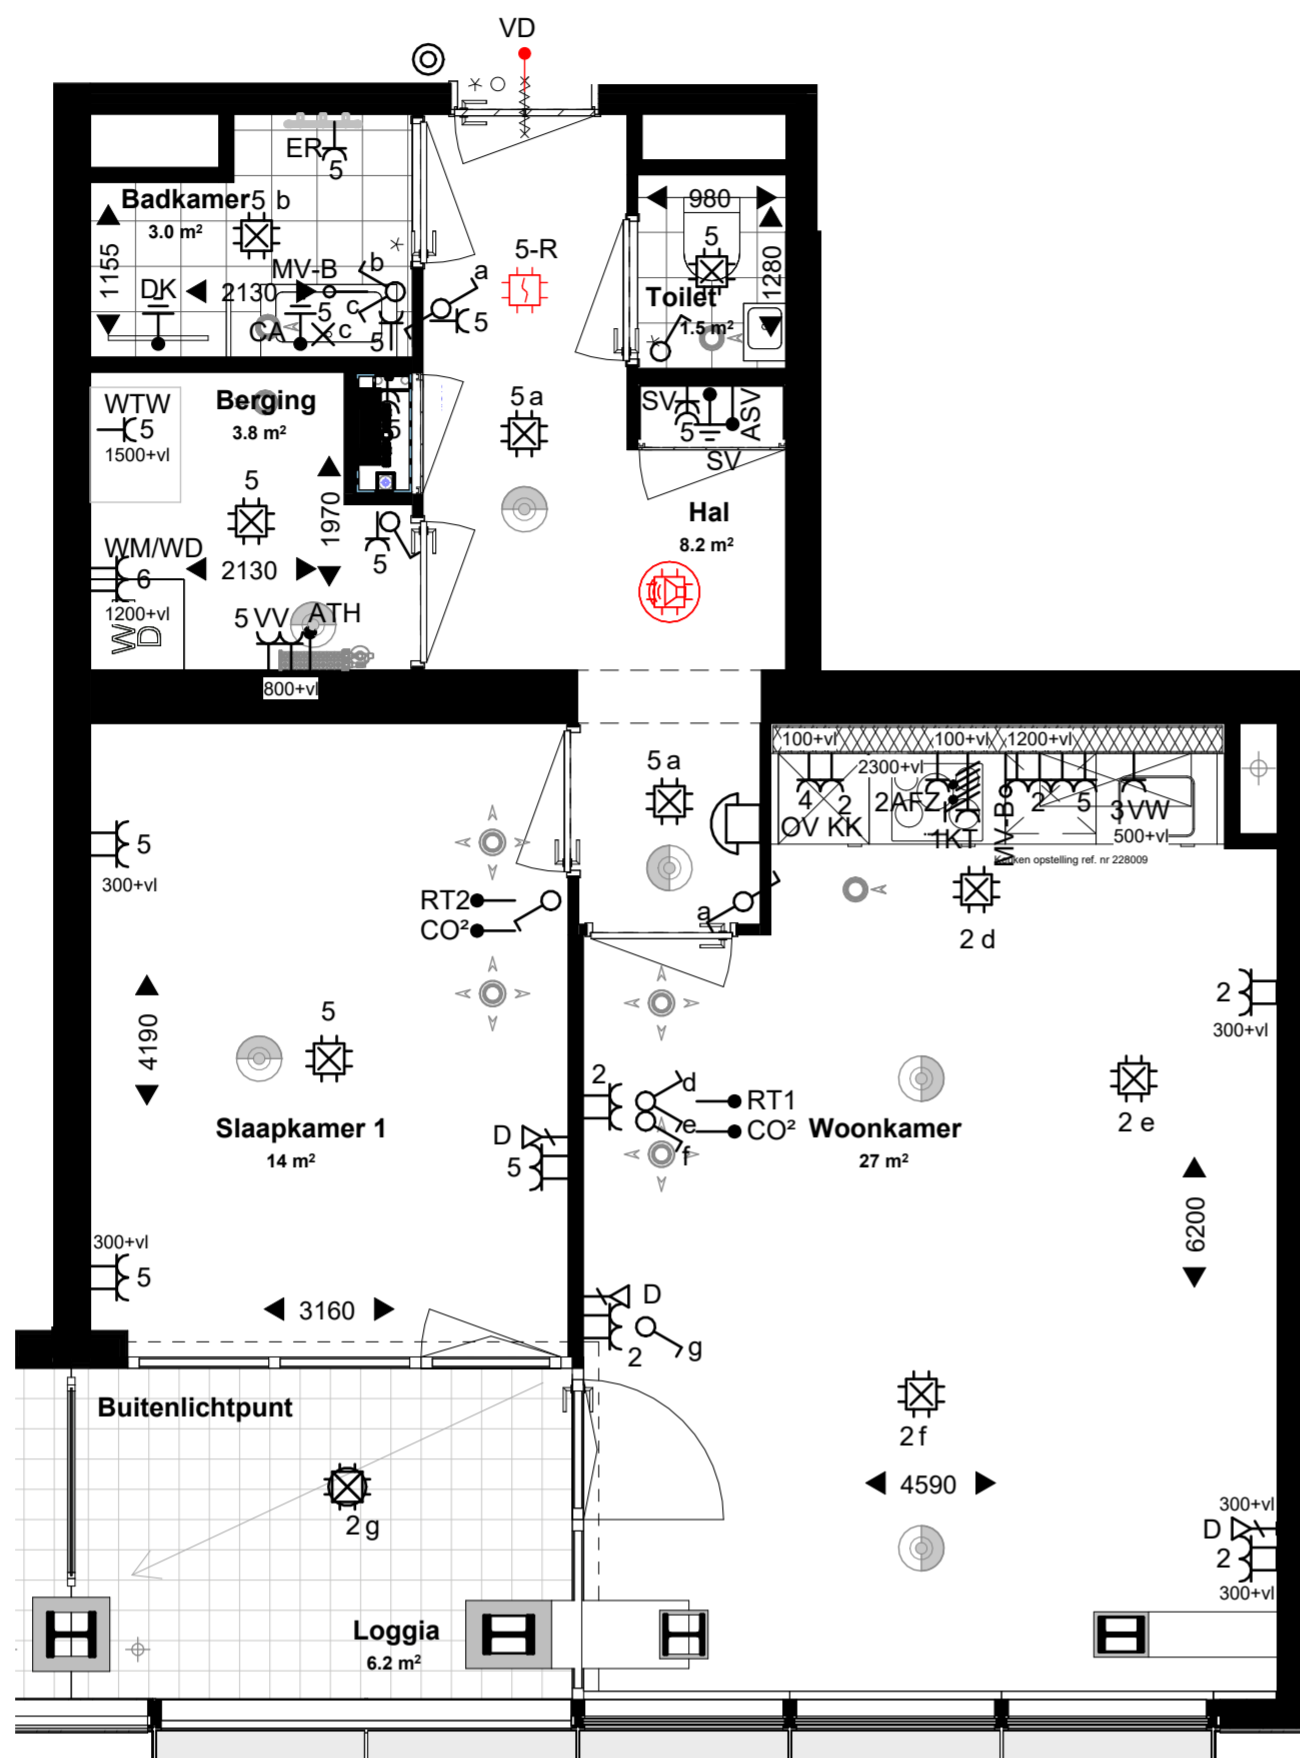 VD
ER
5
Badkamer
3.0 m²
5 b
1155
DK
2130
MV-B
b
c
5
CA
c
5
a
5
5-R
980
5
1280
Toilet
1.5 m²
WTW
5
1500+vl
Berging
3.8 m²
5
5
1970
5 a
SV
5
ASV
SV
Hal
8.2 m²
WM/WD
6
1200+vl
W
D
2130
5
5 VV
ATH
800+vl
5
300+vl
5 a
100+vl
100+vl
1200+vl
2300+vl
4
2
2AFZ
2
5
3VW
OV KK
1KT
MV-Bo
500+vl
Keuken opstelling ref. nr 228009
RT2
CO²
a
2 d
4190
5
2
300+vl
Slaapkamer 1
14 m²
D
5
2
d
e
f
RT1
CO²
Woonkamer
27 m²
2 e
6200
300+vl
5
3160
D
2
g
Buitenlichtpunt
2 g
2 f
4590
300+vl
D
2
300+vl
Loggia
6.2 m²